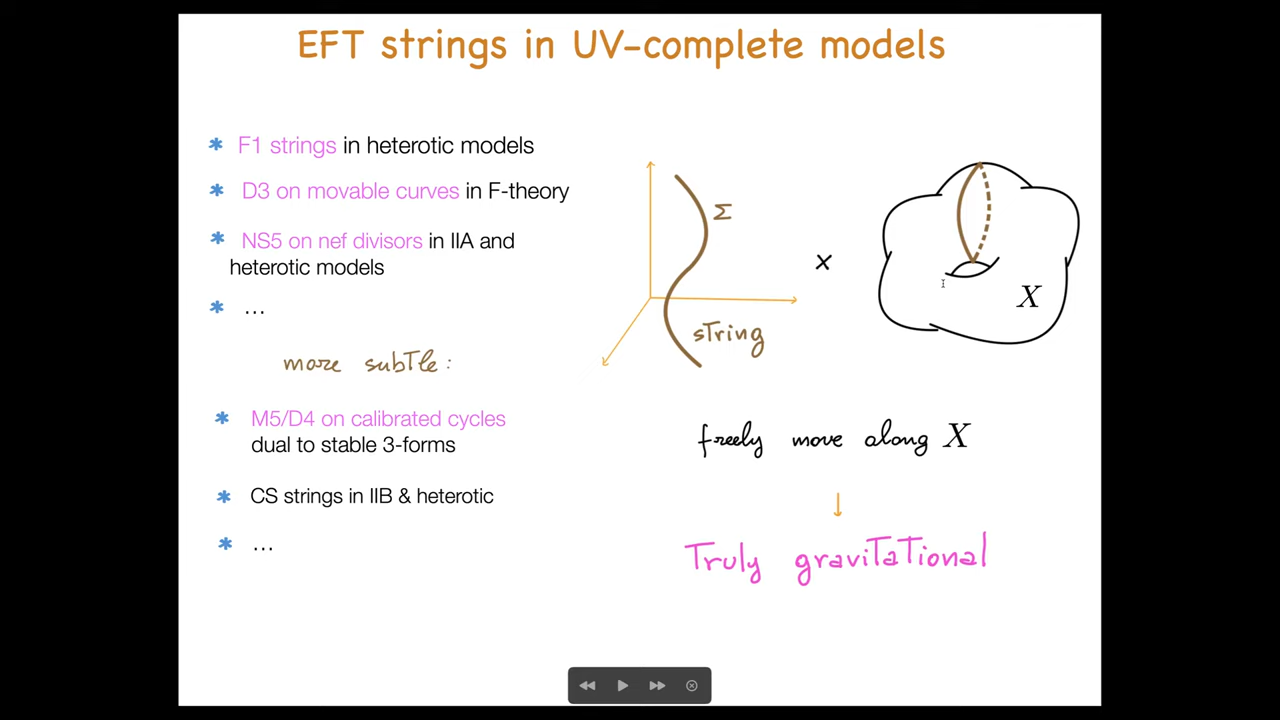 EFT strings in UV-complete models
* F1 strings in heterotic models
* D3 on movable curves in F-theory
* NS5 on nef divisors in IIA and
heterotic models
* ...
more subtle:
* M5/D4 on calibrated cycles
dual to stable 3-forms
* CS strings in IIB & heterotic
* ...
Σ
string
×
X
freely move along X
↓
Truly gravitational